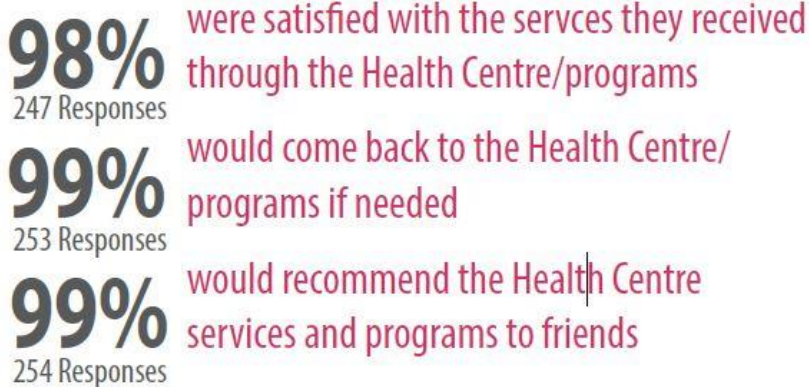 98%
247 Responses
were satisfied with the servces they received
through the Health Centre/programs
99%
253 Responses
would come back to the Health Centre/
programs if needed
99%
254 Responses
would recommend the Health Centre
services and programs to friends